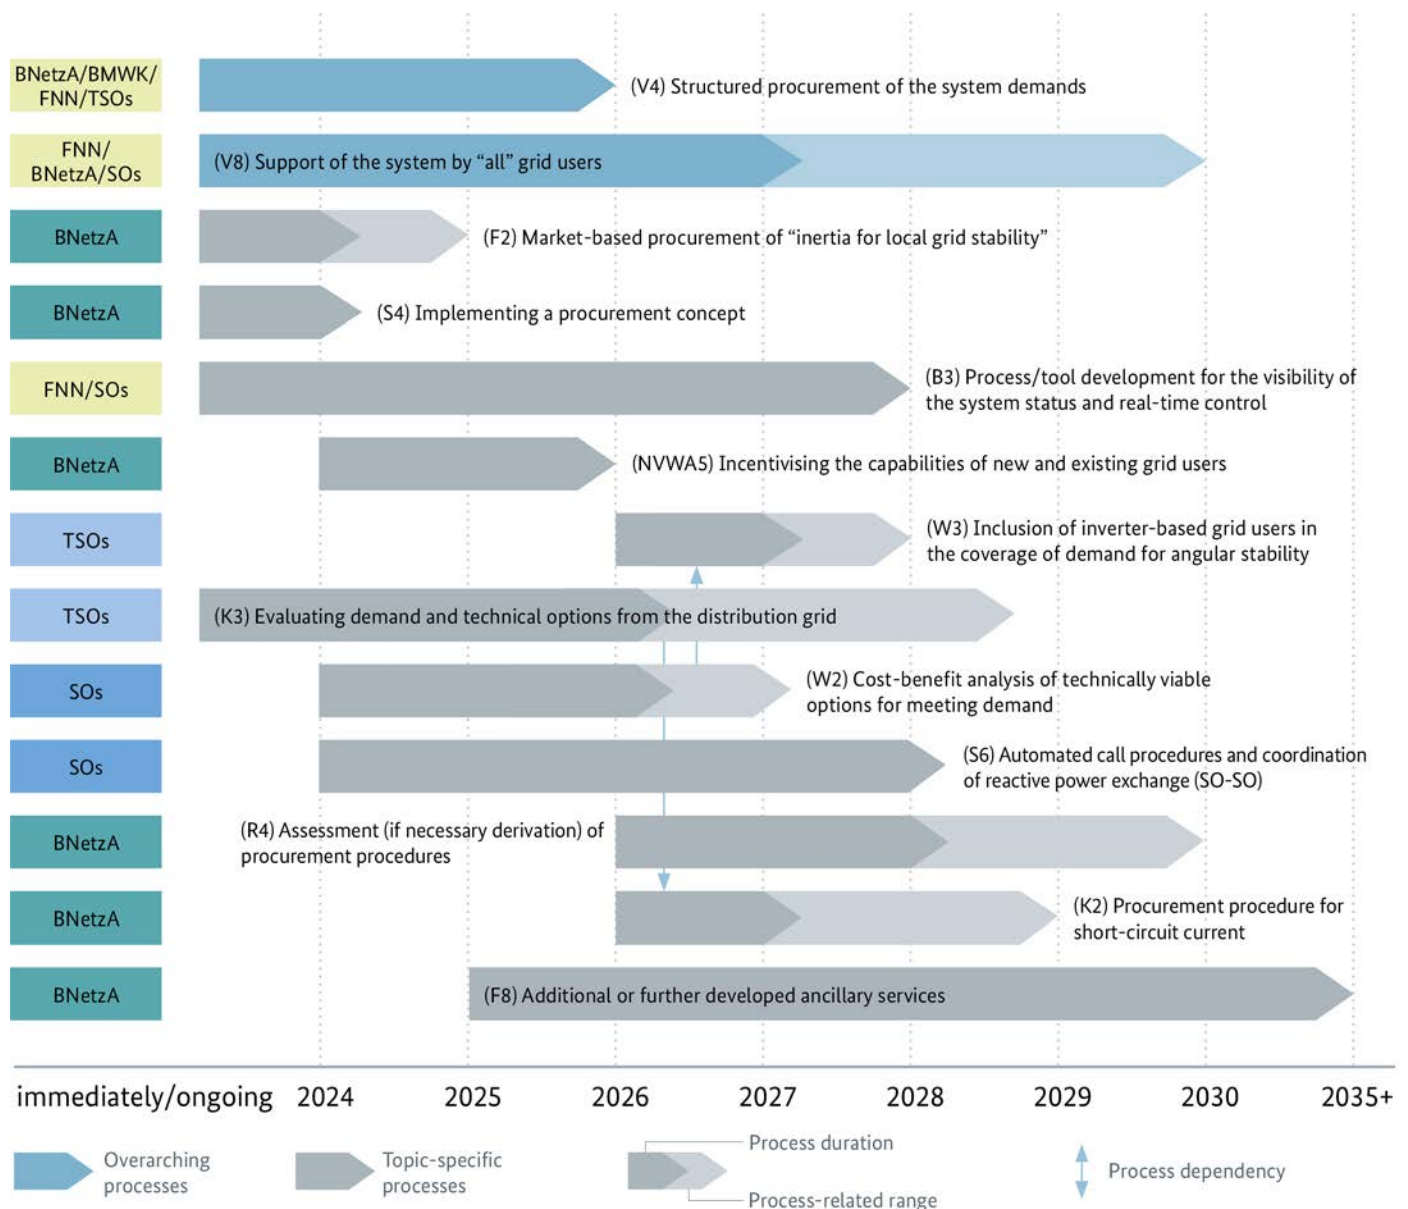 BNetzA/BMWK/
FNN/TSOs
(V4) Structured procurement of the system demands
FNN/
BNetzA/SOs
(V8) Support of the system by “all” grid users
BNetzA
(F2) Market-based procurement of “inertia for local grid stability”
BNetzA
(S4) Implementing a procurement concept
FNN/SOs
(B3) Process/tool development for the visibility of
the system status and real-time control
BNetzA
(NVWA5) Incentivising the capabilities of new and existing grid users
TSOs
(W3) Inclusion of inverter-based grid users in
the coverage of demand for angular stability
TSOs
(K3) Evaluating demand and technical options from the distribution grid
SOs
(W2) Cost-benefit analysis of technically viable
options for meeting demand
SOs
(S6) Automated call procedures and coordination
of reactive power exchange (SO-SO)
BNetzA
(R4) Assessment (if necessary derivation) of
procurement procedures
BNetzA
(K2) Procurement procedure for
short-circuit current
BNetzA
(F8) Additional or further developed ancillary services
immediately/ongoing 2024 2025 2026 2027 2028 2029 2030 2035+
Overarching
processes
Topic-specific
processes
Process duration
Process-related range
Process dependency